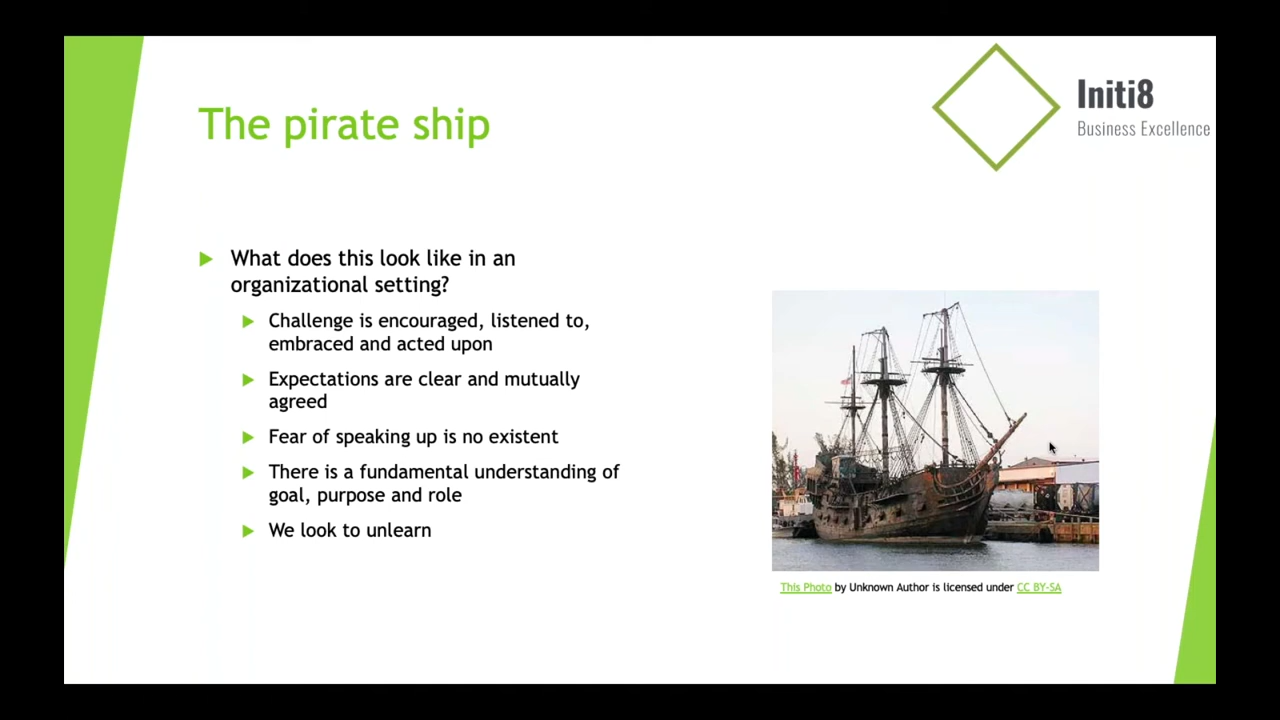 The pirate ship
Initi8
Business Excellence
What does this look like in an
organizational setting?
Challenge is encouraged, listened to,
embraced and acted upon
Expectations are clear and mutually
agreed
Fear of speaking up is no existent
There is a fundamental understanding of
goal, purpose and role
We look to unlearn
This Photo by Unknown Author is licensed under CC BY-SA